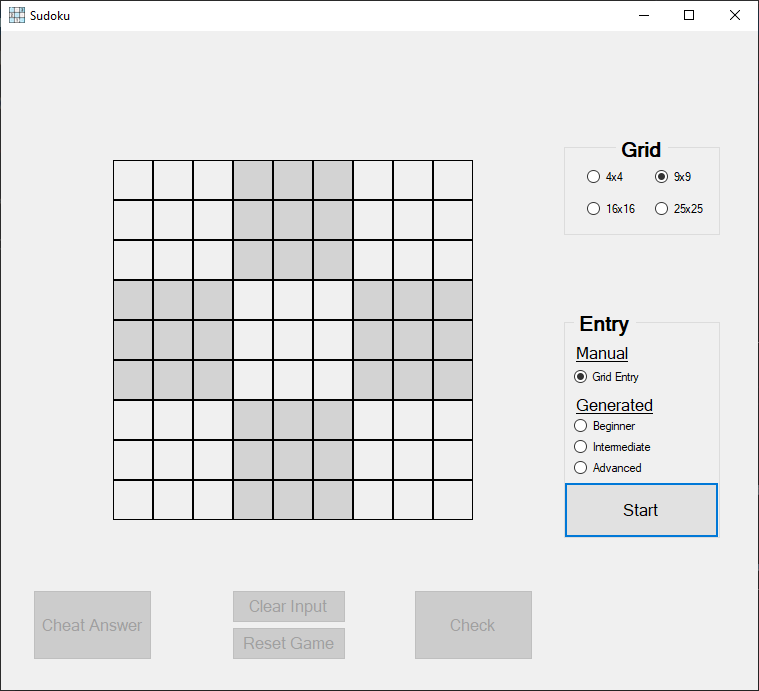 Sudoku
Grid
4x4 9x9
16x16 25x25
Entry
Manual
Grid Entry
Generated
Beginner
Intermediate
Advanced
Start
Cheat Answer
Clear Input
Reset Game
Check